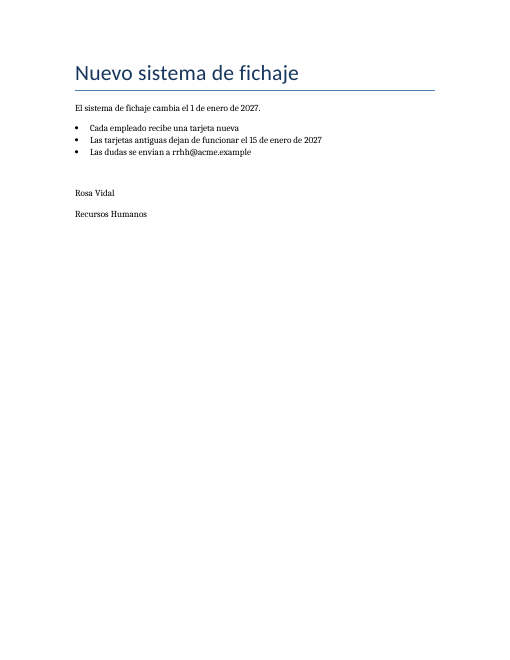 Nuevo sistema de fichaje
El sistema de fichaje cambia el 1 de enero de 2027.
• Cada empleado recibe una tarjeta nueva
• Las tarjetas antiguas dejan de funcionar el 15 de enero de 2027
• Las dudas se envían a rrhh@acme.example
Rosa Vidal
Recursos Humanos